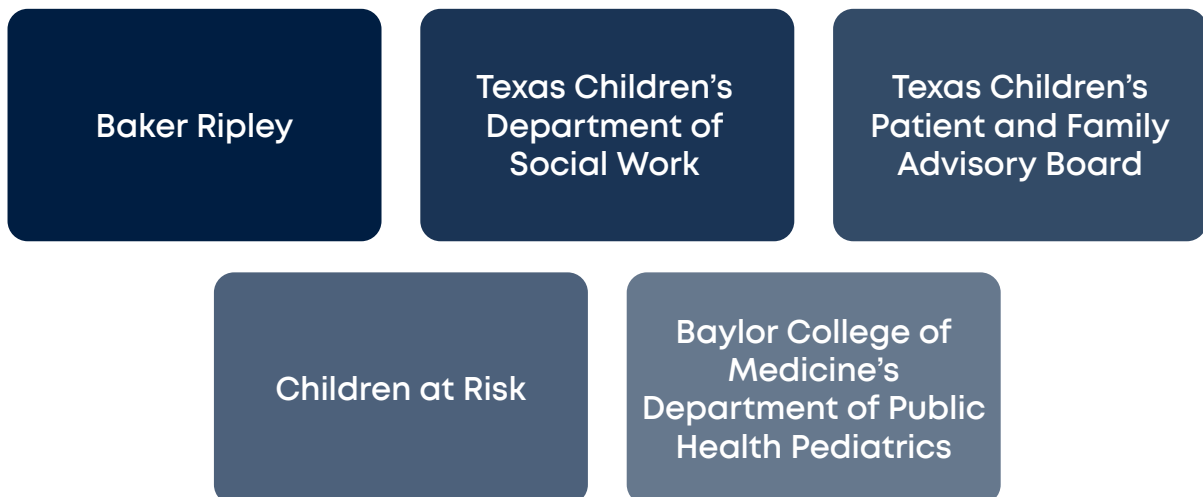 Baker Ripley
Texas Children’s
Department of
Social Work
Texas Children’s
Patient and Family
Advisory Board
Children at Risk
Baylor College of
Medicine’s
Department of Public
Health Pediatrics